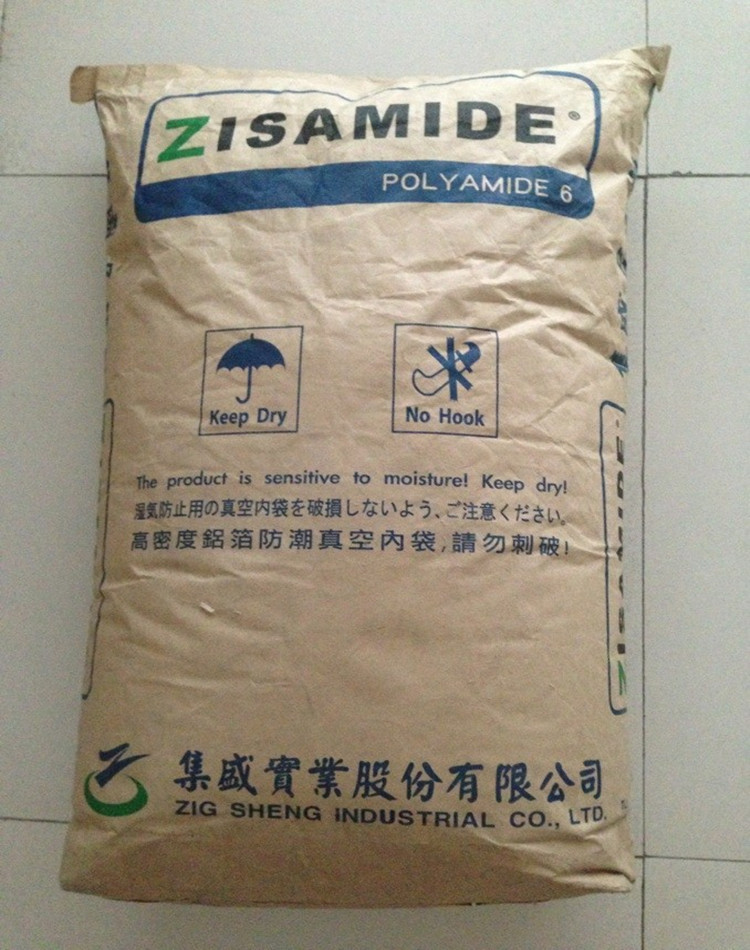 ZISAMIDE®
POLYAMIDE 6
Keep Dry
No Hook
The product is sensitive to moisture! Keep dry!
湿気防止用の真空内袋を破損しないよう、ご注意ください。
高密度鋁箔防潮真空內袋,請勿刺破!
集盛實業股份有限公司
ZIG SHENG INDUSTRIAL CO., LTD.
ZISAMIDE